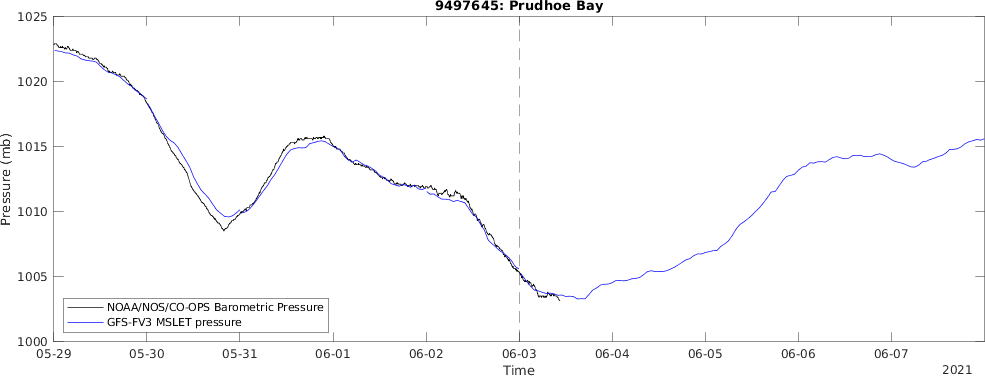 9497645: Prudhoe Bay
1025
1020
1015
1010
1005
1000
Pressure (mb)
NOAA/NOS/CO-OPS Barometric Pressure
GFS-FV3 MSLET pressure
05-29 05-30 05-31 06-01 06-02 06-03 06-04 06-05 06-06 06-07
Time
2021